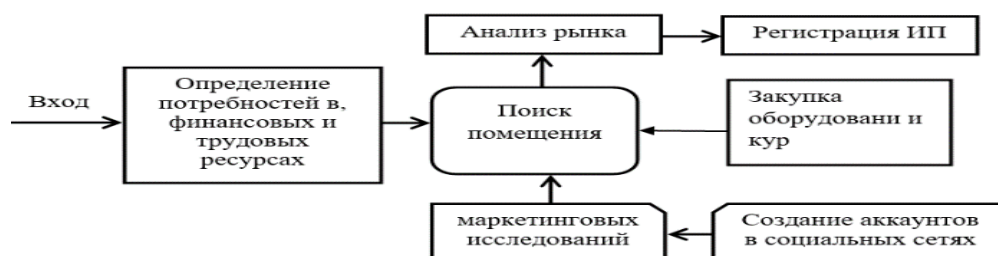 Анализ рынка
Регистрация ИП
Вход
Определение
потребностей в,
финансовых и
трудовых
ресурсах
Поиск
помещения
Закупка
оборудовани и
кур
маркетинговых
исследований
Создание аккаунтов
в социальных сетях